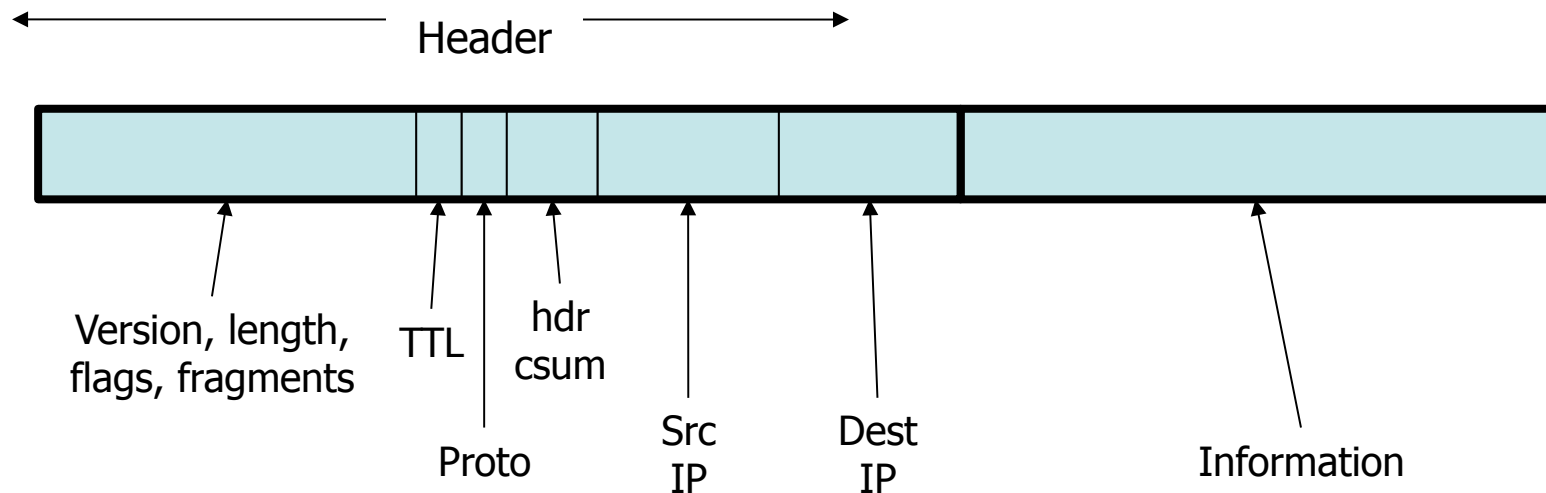 Header
Version, length,
flags, fragments
TTL
hdr
csum
Proto
Src
IP
Dest
IP
Information